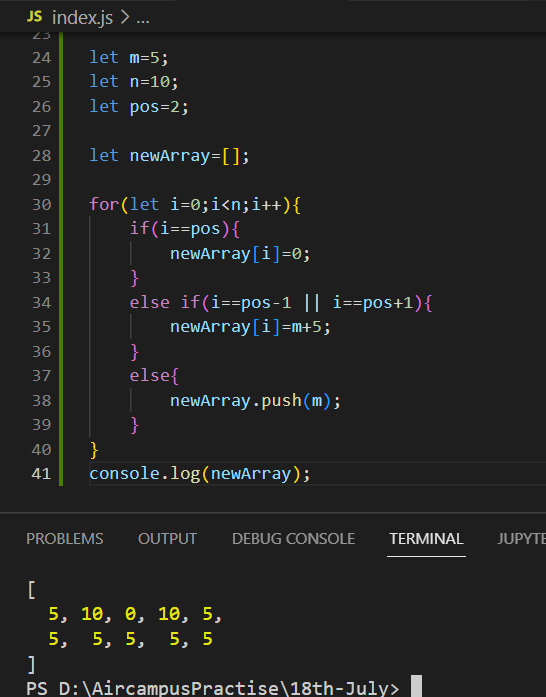 JS index.js > ...
23
24 let m=5;
25 let n=10;
26 let pos=2;
27
28 let newArray=[];
29
30 for(let i=0;i<n;i++){
31 if(i==pos){
32 newArray[i]=0;
33 }
34 else if(i==pos-1 || i==pos+1){
35 newArray[i]=m+5;
36 }
37 else{
38 newArray.push(m);
39 }
40 }
41 console.log(newArray);
PROBLEMS OUTPUT DEBUG CONSOLE TERMINAL JUPYTE
[
5, 10, 0, 10, 5,
5, 5, 5, 5, 5
]
PS D:\AircampusPractise\18th-July>